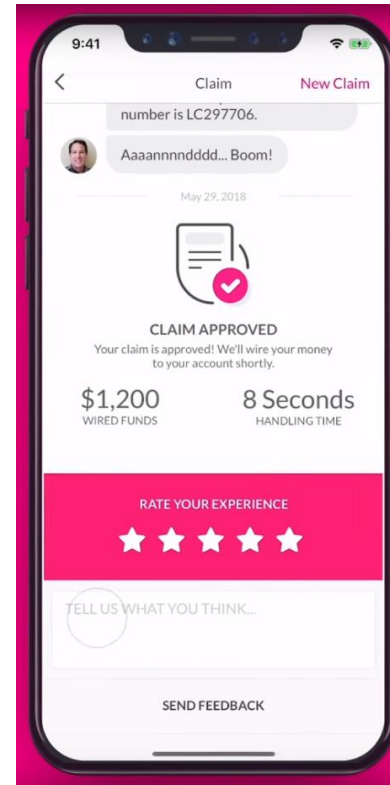 9:41
Claim
New Claim
number is LC297706.
Aaaannnndddd... Boom!
May 29, 2018
CLAIM APPROVED
Your claim is approved! We'll wire your money
to your account shortly.
$1,200
WIRED FUNDS
8 Seconds
HANDLING TIME
RATE YOUR EXPERIENCE
TELL US WHAT YOU THINK...
SEND FEEDBACK